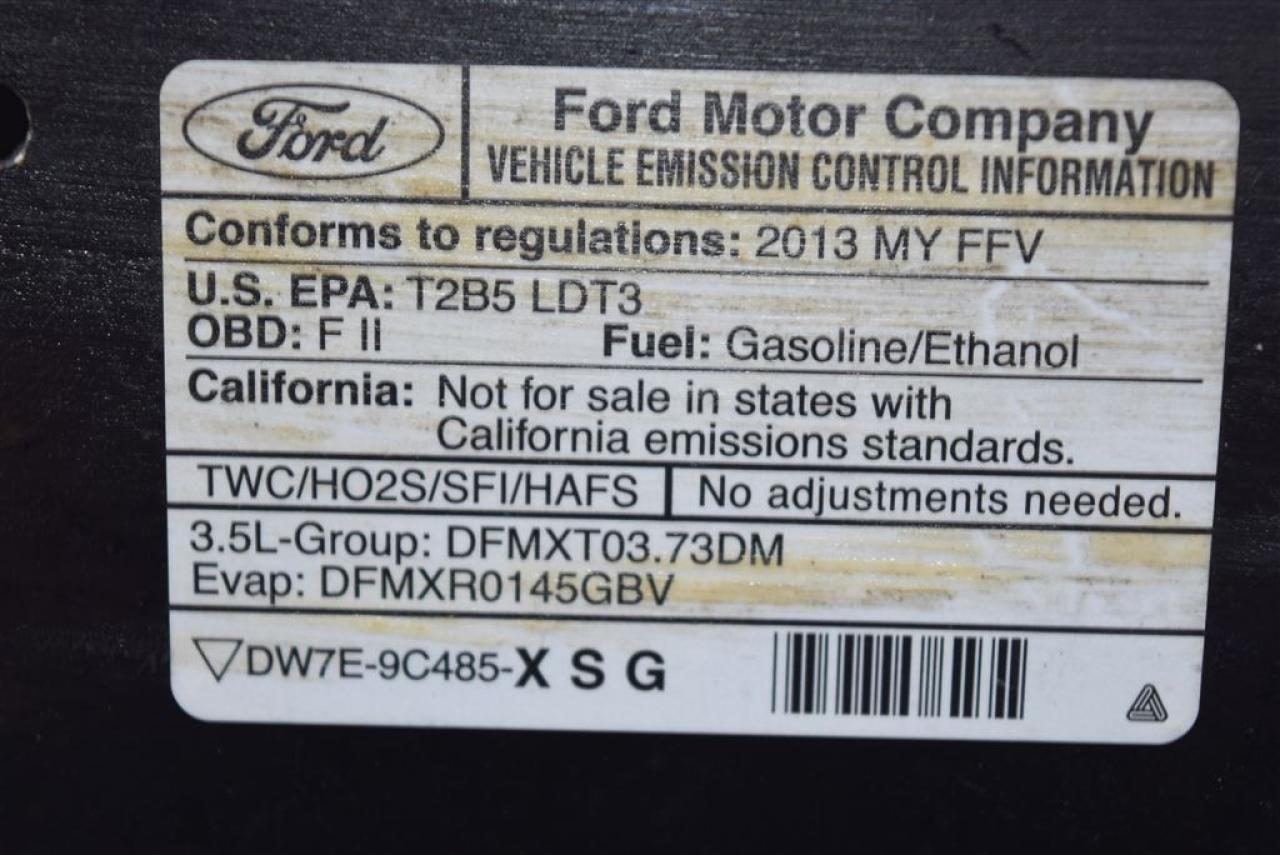 Ford
Ford Motor Company
VEHICLE EMISSION CONTROL INFORMATION
Conforms to regulations: 2013 MY FFV
U.S. EPA: T2B5 LDT3
OBD: F II Fuel: Gasoline/Ethanol
California: Not for sale in states with
California emissions standards.
TWC/HO2S/SFI/HAFS No adjustments needed.
3.5L-Group: DFMXT03.73DM
Evap: DFMXR0145GBV
DW7E-9C485-X S G